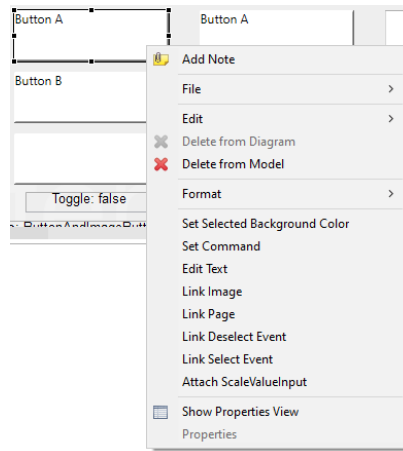 Button A
Button A
Add Note
Button B
File
Edit
Delete from Diagram
Delete from Model
Format
Toggle: false
Set Selected Background Color
Set Command
Edit Text
Link Image
Link Page
Link Deselect Event
Link Select Event
Attach ScaleValueInput
Show Properties View
Properties